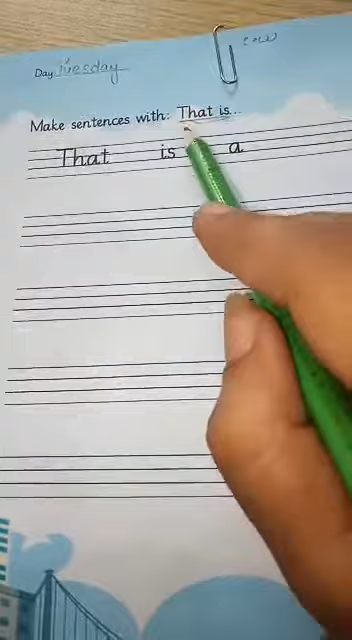 Day Tuesday
Make sentences with: That is...
That is a